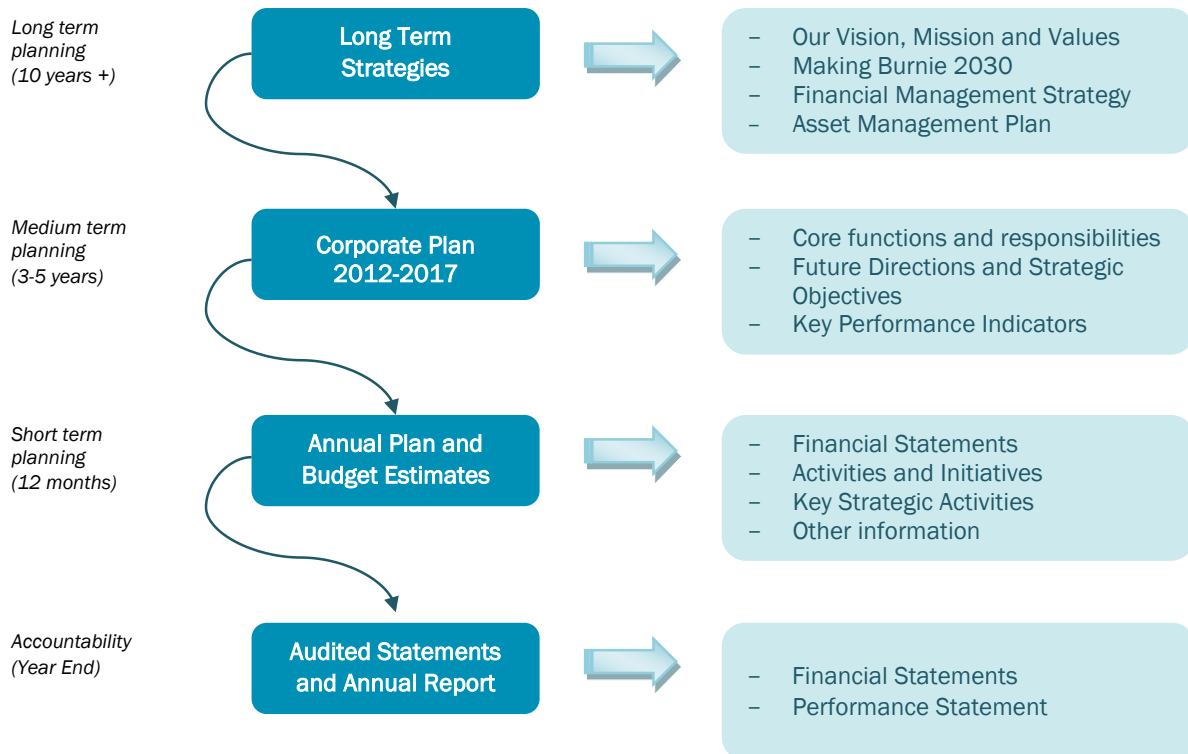 Long term
planning
(10 years +)
Long Term
Strategies
– Our Vision, Mission and Values
– Making Burnie 2030
– Financial Management Strategy
– Asset Management Plan
Medium term
planning
(3-5 years)
Corporate Plan
2012-2017
– Core functions and responsibilities
– Future Directions and Strategic
Objectives
– Key Performance Indicators
Short term
planning
(12 months)
Annual Plan and
Budget Estimates
– Financial Statements
– Activities and Initiatives
– Key Strategic Activities
– Other information
Accountability
(Year End)
Audited Statements
and Annual Report
– Financial Statements
– Performance Statement